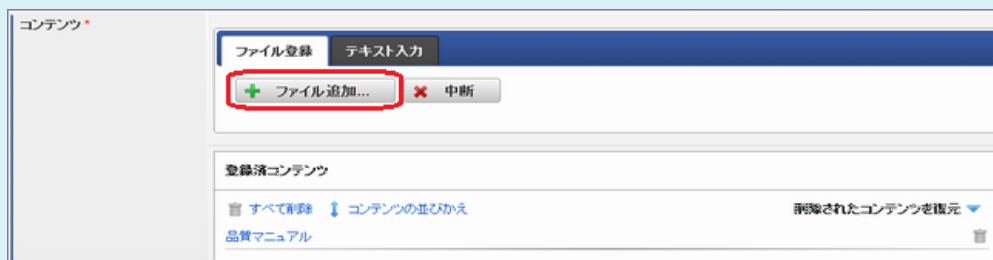 コンテンツ*
ファイル登録 テキスト入力
ファイル追加... 中断
登録済コンテンツ
すべて削除 コンテンツの並びかえ 削除されたコンテンツを復元
品質マニュアル